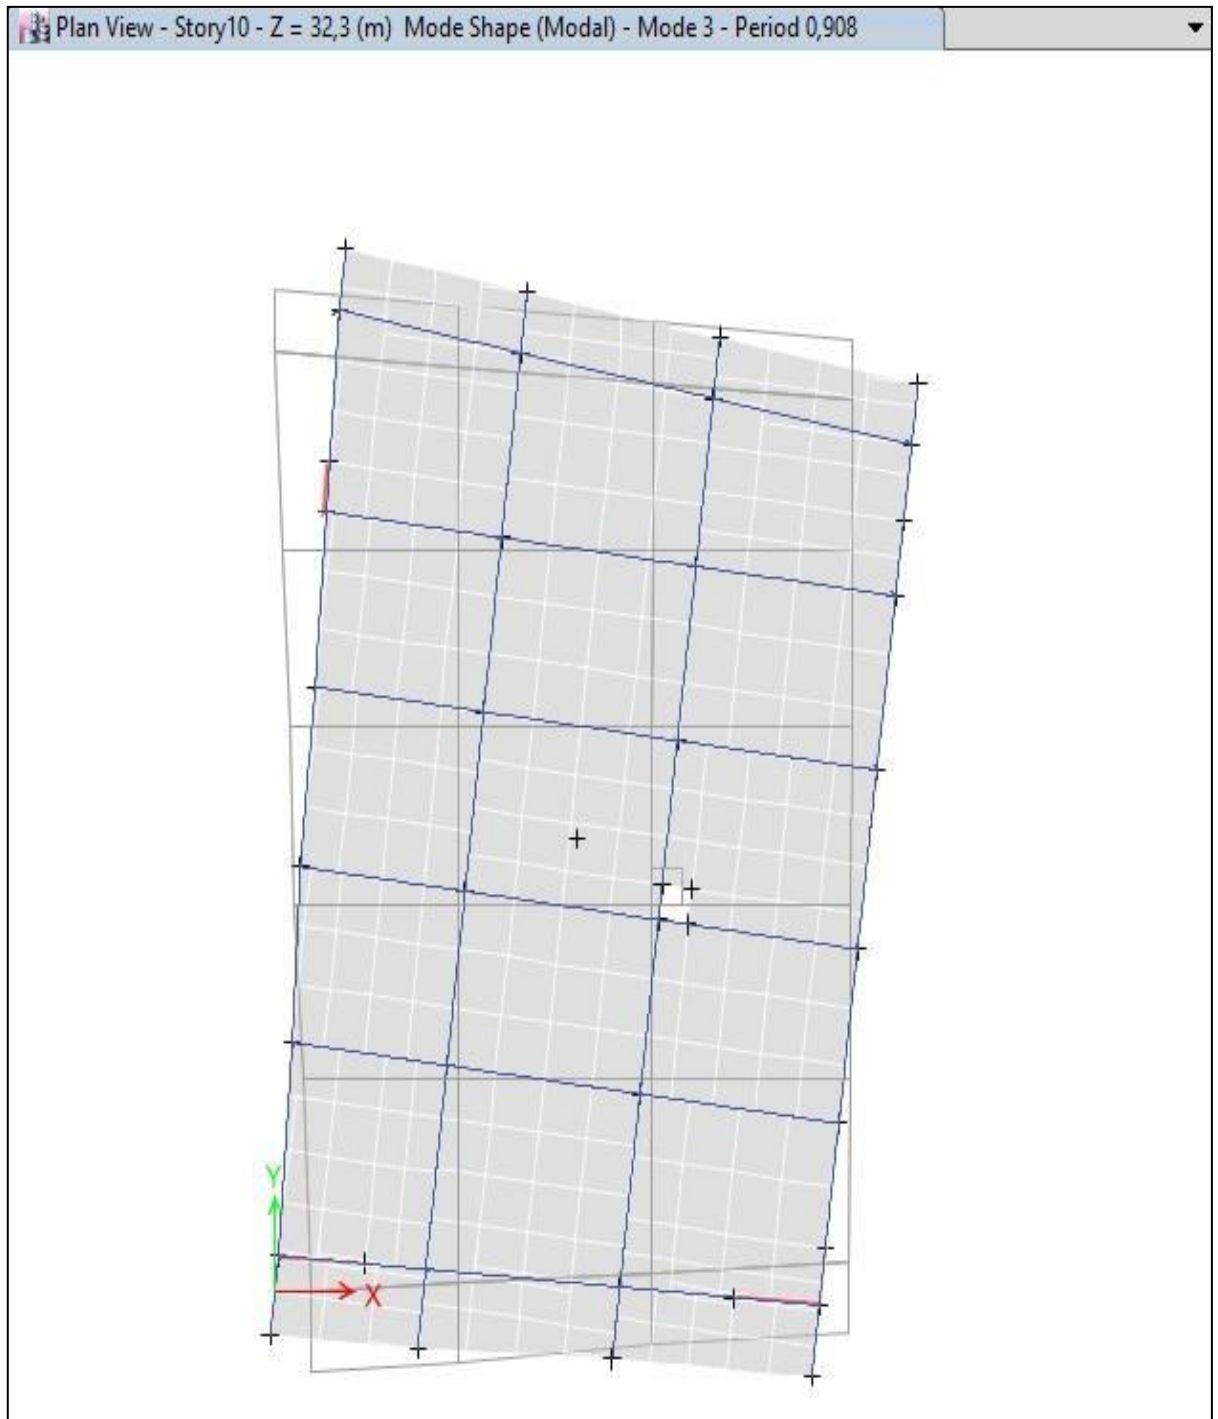 Plan View - Story10 - Z = 32,3 (m)  Mode Shape (Modal) - Mode 3 - Period 0,908
Y
X